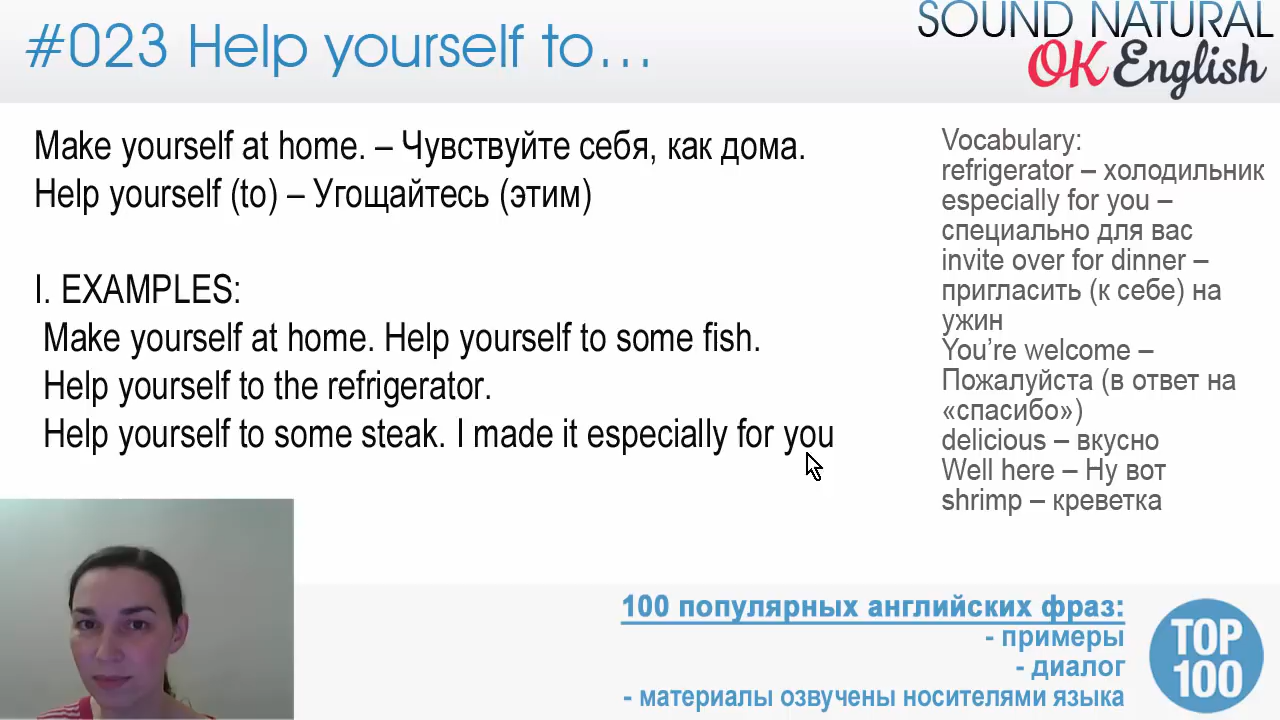 #023 Help yourself to…
SOUND NATURAL
OK English
Make yourself at home. – Чувствуйте себя, как дома.
Help yourself (to) – Угощайтесь (этим)
I. EXAMPLES:
Make yourself at home. Help yourself to some fish.
Help yourself to the refrigerator.
Help yourself to some steak. I made it especially for you
Vocabulary:
refrigerator – холодильник
especially for you –
специально для вас
invite over for dinner –
пригласить (к себе) на
ужин
You’re welcome –
Пожалуйста (в ответ на
«спасибо»)
delicious – вкусно
Well here – Ну вот
shrimp – креветка
100 популярных английских фраз:
- примеры
- диалог
- материалы озвучены носителями языка
TOP
100